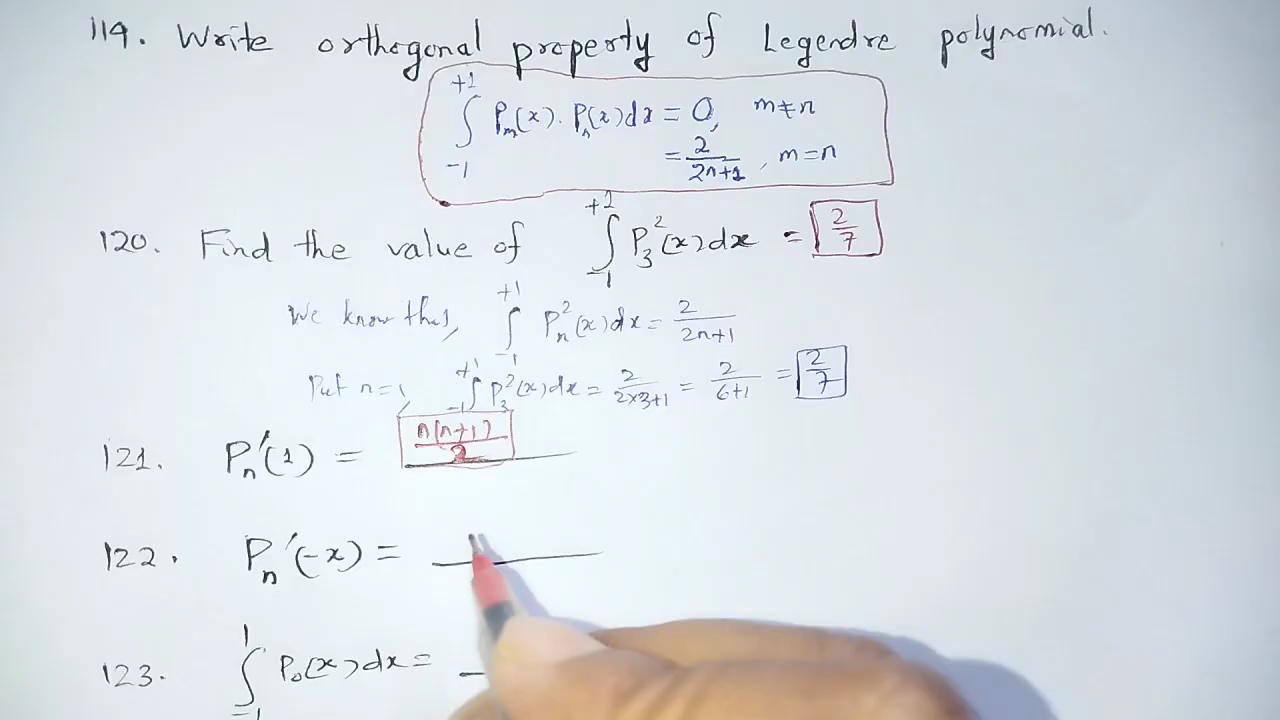 119. Write orthogonal property of Legendre polynomial.
∫₋₁⁺¹ Pₘ(x). Pₙ(x)dx = 0, m≠n
= 2/(2n+1), m=n
120. Find the value of ∫₋₁⁺¹ P₃²(x)dx = 2/7
We know that, ∫₋₁⁺¹ Pₙ²(x)dx = 2/(2n+1)
Put n=1, ∫₋₁⁺¹ P₃²(x)dx = 2/(2×3+1) = 2/(6+1) = 2/7
121. Pₙ'(1) = n(n+1)/2
122. Pₙ'(-x) =
123. ∫₋₁¹ P₀(x)dx =